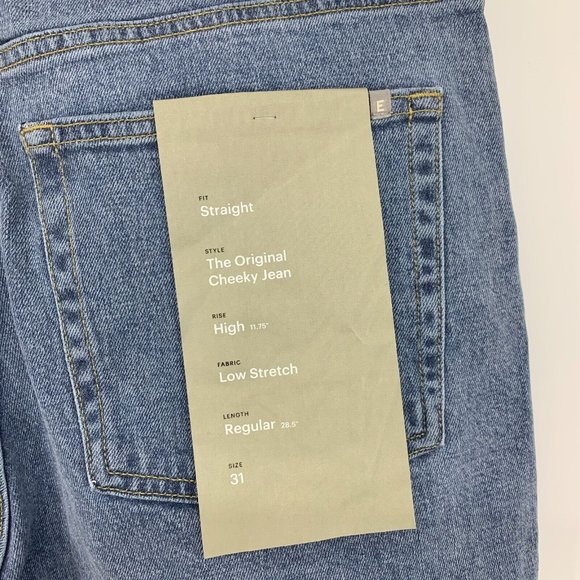 E
FIT
Straight
STYLE
The Original
Cheeky Jean
RISE
High 11.75"
FABRIC
Low Stretch
LENGTH
Regular 28.5"
SIZE
31